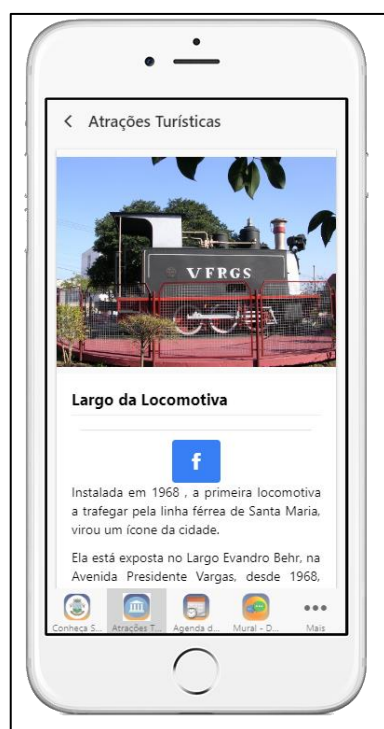 Atrações Turísticas
VFRGS
Largo da Locomotiva
f
Instalada em 1968 , a primeira locomotiva
a trafegar pela linha férrea de Santa Maria,
virou um ícone da cidade.
Ela está exposta no Largo Evandro Behr, na
Avenida Presidente Vargas, desde 1968,
Conheça S... Atrações T... Agenda d... Mural - D... Mais